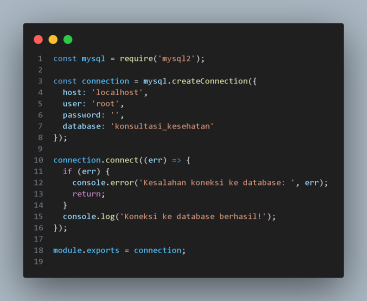 1 const mysql = require('mysql2');
2
3 const connection = mysql.createConnection({
4   host: 'localhost',
5   user: 'root',
6   password: '',
7   database: 'konsultasi_kesehatan'
8 });
9
10 connection.connect((err) => {
11   if (err) {
12     console.error('Kesalahan koneksi ke database: ', err);
13     return;
14   }
15   console.log('Koneksi ke database berhasil!');
16 });
17
18 module.exports = connection;
19